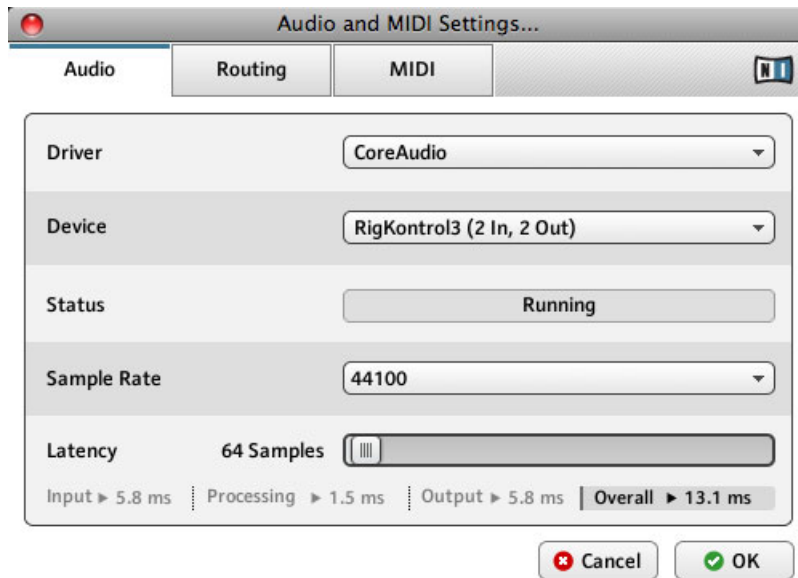 Audio and MIDI Settings...
Audio Routing MIDI NI
Driver CoreAudio
Device RigKontrol3 (2 In, 2 Out)
Status Running
Sample Rate 44100
Latency 64 Samples
Input ▸ 5.8 ms Processing ▸ 1.5 ms Output ▸ 5.8 ms Overall ▸ 13.1 ms
Cancel OK